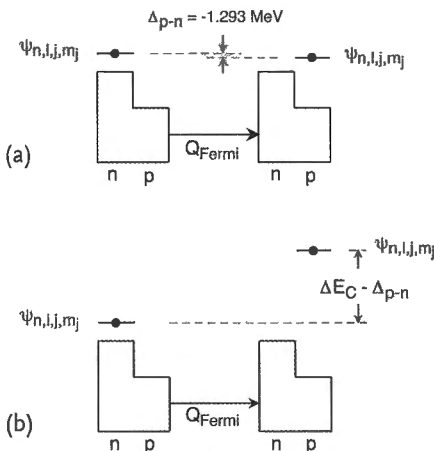 Δp-n = -1.293 MeV
ψn,l,j,mj
ψn,l,j,mj
QFermi
(a)
n p
n p
ψn,l,j,mj
ΔEC - Δp-n
ψn,l,j,mj
QFermi
(b)
n p
n p